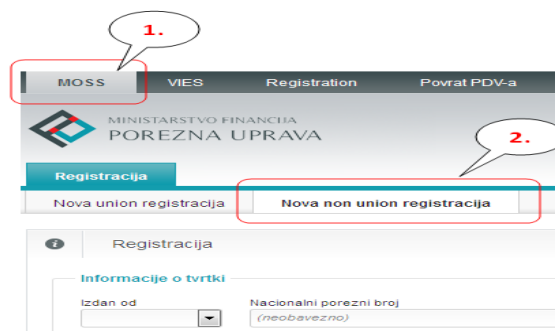 1.
MOSS VIES Registration Povrat PDV-a
MINISTARSTVO FINANCIJA
POREZNA UPRAVA
2.
Registracija
Nova union registracija Nova non union registracija
Registracija
Informacije o tvrtki
Izdan od Nacionalni porezni broj
(neobavezno)